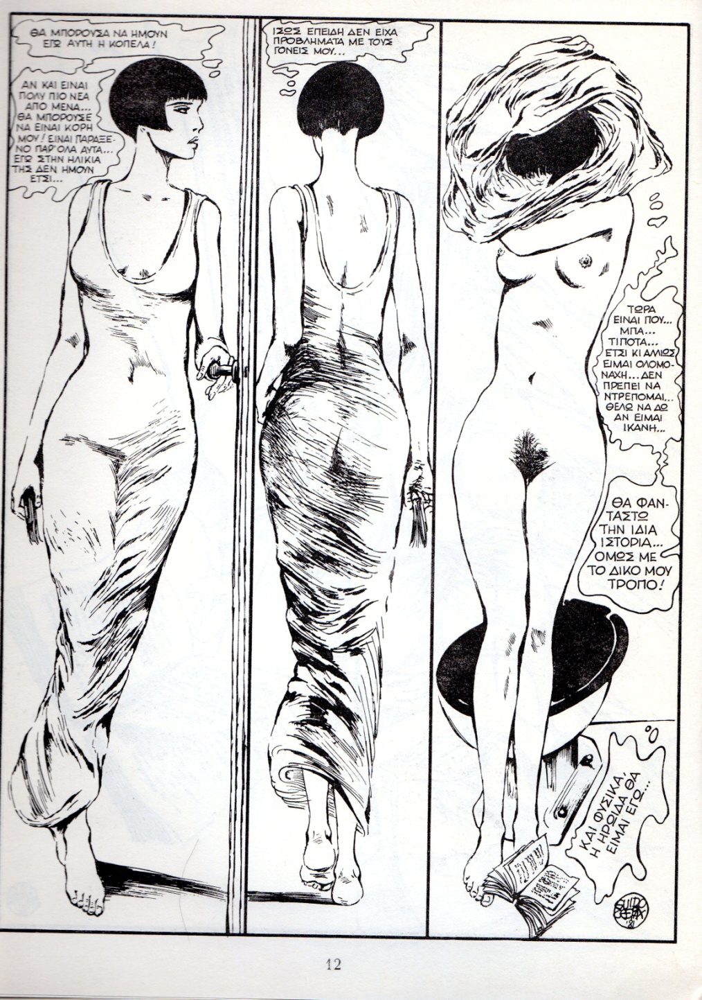 ΘΑ ΜΠΟΡΟΥΣΑ ΝΑ ΗΜΟΥΝ
ΕΓΩ ΑΥΤΗ Η ΚΟΠΕΛΑ!
ΑΝ ΚΑΙ ΕΙΝΑΙ
ΠΟΛΥ ΠΙΟ ΝΕΑ
ΑΠΟ ΜΕΝΑ...
ΘΑ ΜΠΟΡΟΥΣΕ
ΝΑ ΕΙΝΑΙ ΚΟΡΗ
ΜΟΥ! ΕΙΝΑΙ ΠΑΡΑΞΕ-
ΝΟ ΠΑΡ'ΟΛΑ ΑΥΤΑ...
ΕΓΩ ΣΤΗΝ ΗΛΙΚΙΑ
ΤΗΣ ΔΕΝ ΗΜΟΥΝ
ΕΤΣΙ...
ΙΣΩΣ ΕΠΕΙΔΗ ΔΕΝ ΕΙΧΑ
ΠΡΟΒΛΗΜΑΤΑ ΜΕ ΤΟΥΣ
ΓΟΝΕΙΣ ΜΟΥ...
ΤΩΡΑ
ΕΙΝΑΙ ΠΟΥ...
ΜΠΑ...
ΤΙΠΟΤΑ...
ΕΤΣΙ ΚΙ ΑΛΛΙΩΣ
ΕΙΜΑΙ ΟΛΟΜΟ-
ΝΑΧΗ... ΔΕΝ
ΠΡΕΠΕΙ ΝΑ
ΝΤΡΕΠΟΜΑΙ...
ΘΕΛΩ ΝΑ ΔΩ
ΑΝ ΕΙΜΑΙ
ΙΚΑΝΗ...
ΘΑ ΦΑΝ-
ΤΑΣΤΩ
ΤΗΝ ΙΔΙΑ
ΙΣΤΟΡΙΑ...
ΟΜΩΣ ΜΕ
ΤΟ ΔΙΚΟ ΜΟΥ
ΤΡΟΠΟ!
ΚΑΙ ΦΥΣΙΚΑ,
Η ΗΡΩΙΔΑ ΘΑ
ΕΙΜΑΙ ΕΓΩ...
GUIDO
CREPAX
'81
12